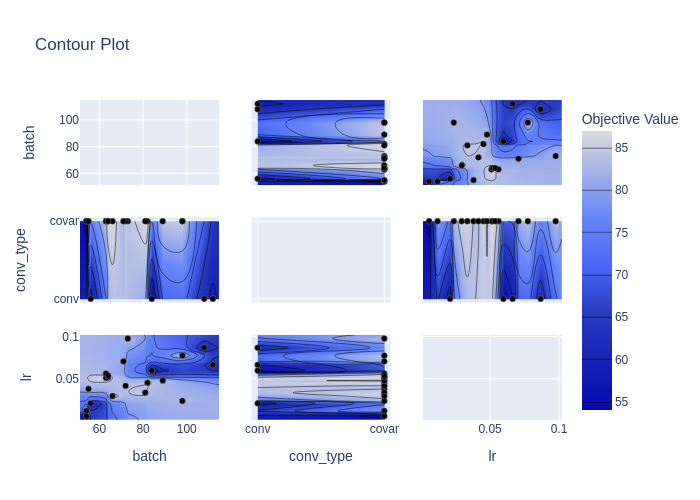 Contour Plot
Objective Value
batch
100
80
60
85
80
75
70
65
60
55
conv_type
covar
conv
lr
0.1
0.05
60
80
100
conv
covar
0.05
0.1
batch
conv_type
lr